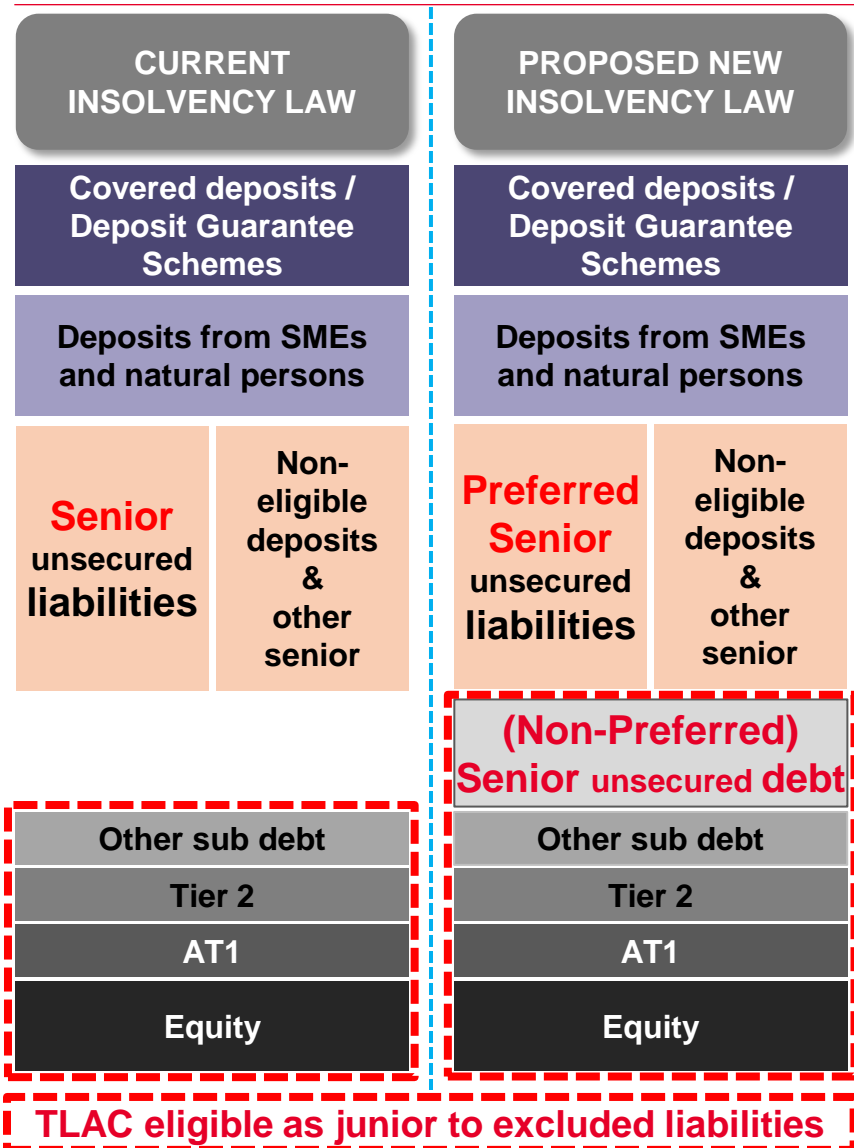 CURRENT
INSOLVENCY LAW
Covered deposits /
Deposit Guarantee
Schemes
Deposits from SMEs
and natural persons
Senior
unsecured
liabilities
Non-
eligible
deposits
&
other
senior
Other sub debt
Tier 2
AT1
Equity
PROPOSED NEW
INSOLVENCY LAW
Covered deposits /
Deposit Guarantee
Schemes
Deposits from SMEs
and natural persons
Preferred
Senior
unsecured
liabilities
Non-
eligible
deposits
&
other
senior
(Non-Preferred)
Senior unsecured debt
Other sub debt
Tier 2
AT1
Equity
TLAC eligible as junior to excluded liabilities